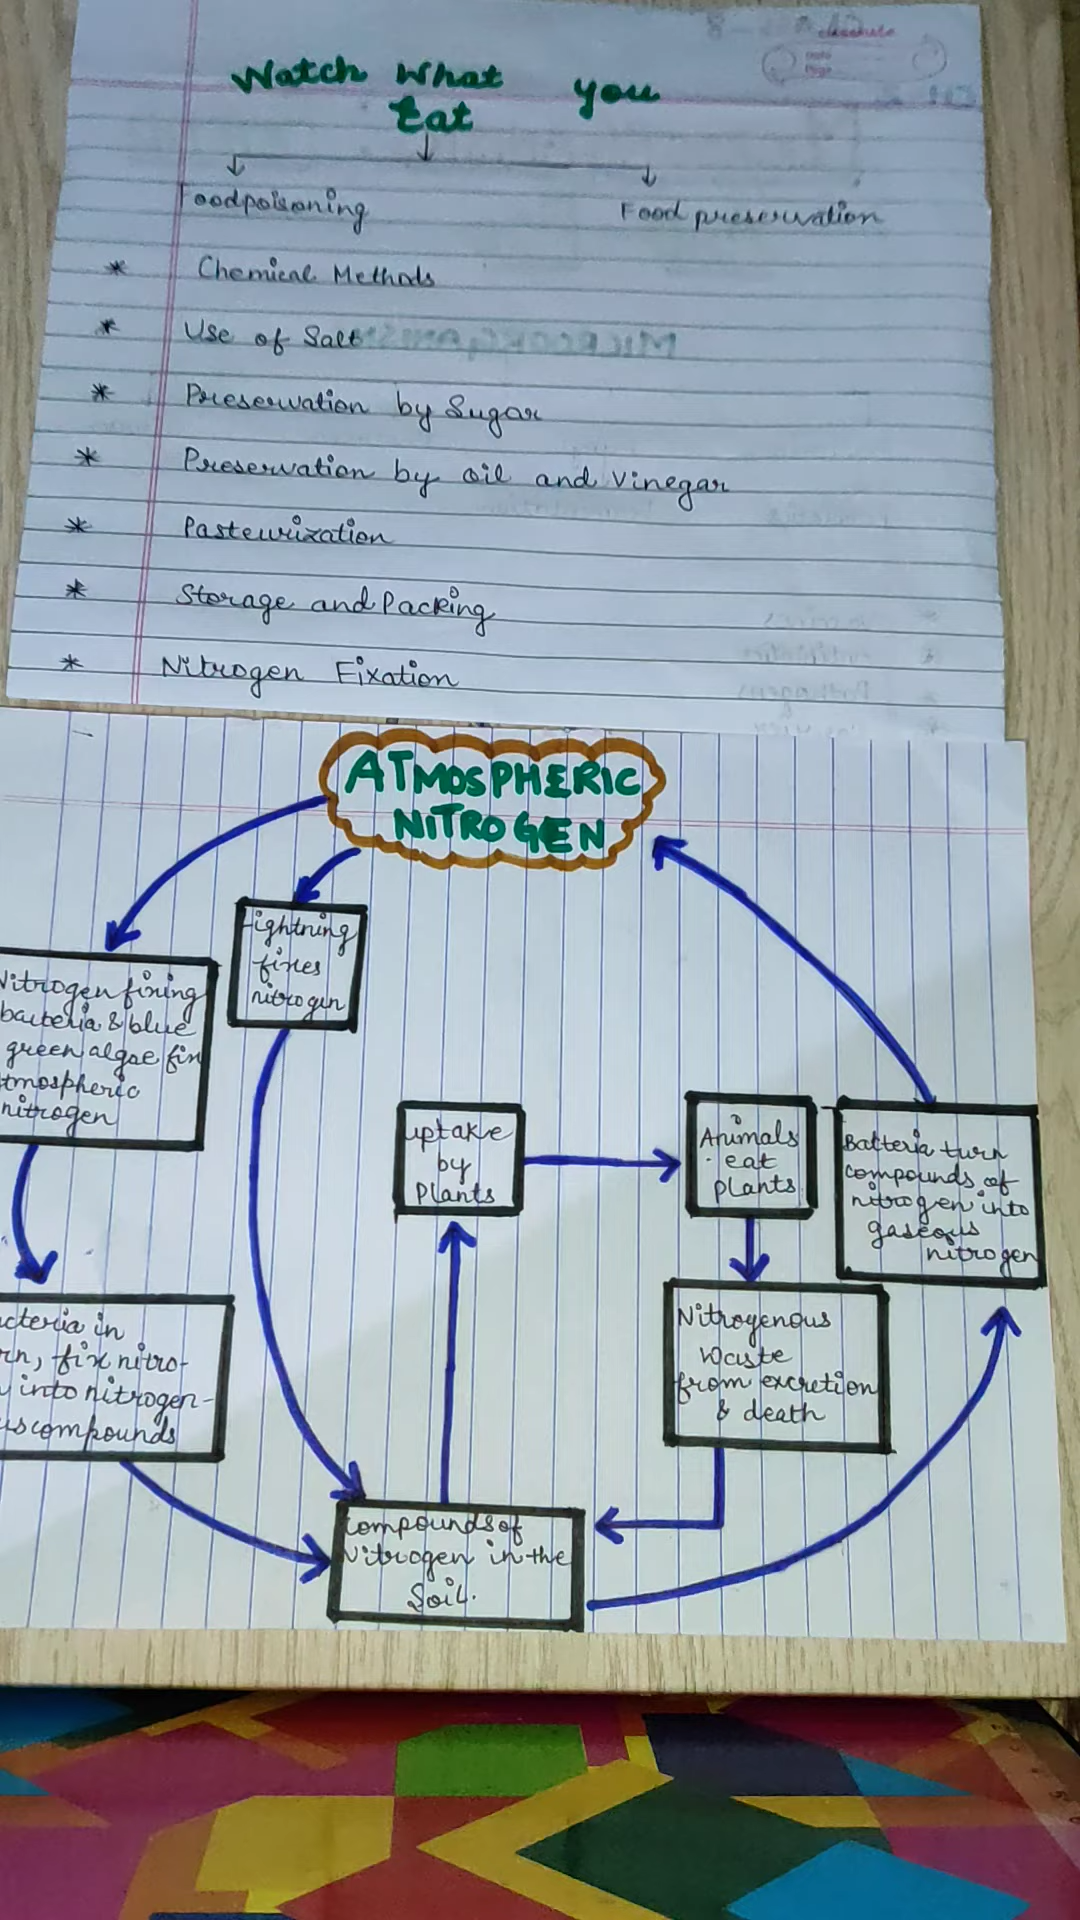 Watch What you
Eat
Foodpoisoning
Food preservation
* Chemical Methods
* Use of Salt
* Preservation by Sugar
* Preservation by oil and vinegar
* Pasteurization
* Storage and Packing
* Nitrogen Fixation
ATMOSPHERIC
NITROGEN
Lightning
fixes
nitrogen
Nitrogen fixing
bacteria & blue
green algae fix
atmospheric
nitrogen
uptake
by
plants
Animals
eat
plants
Bacteria turn
compounds of
nitrogen into
gaseous
nitrogen
Nitrogenous
waste
from excretion
& death
cteria in
, fix nitro-
into nitrogen-
compounds
compounds of
Nitrogen in the
Soil.